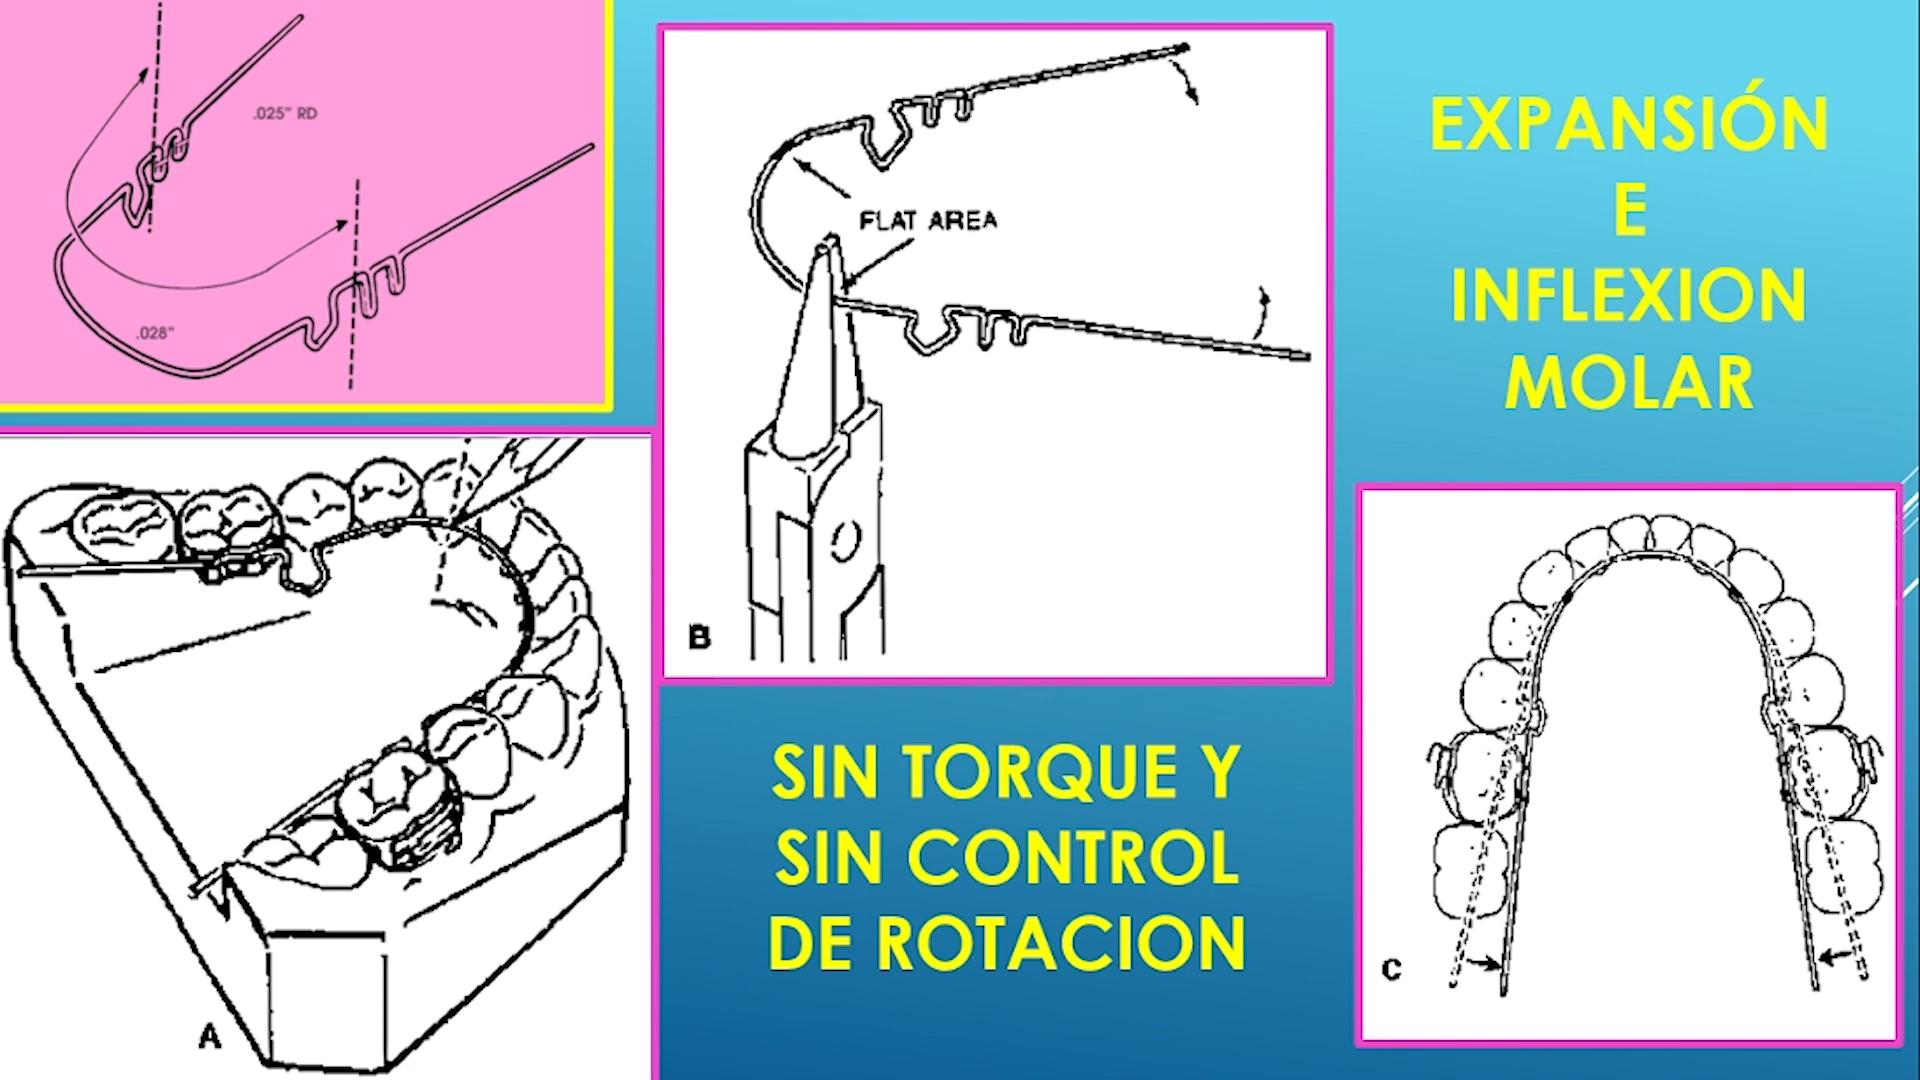 .025" RD
.028"
FLAT AREA
B
EXPANSIÓN
E
INFLEXION
MOLAR
A
SIN TORQUE Y
SIN CONTROL
DE ROTACION
C